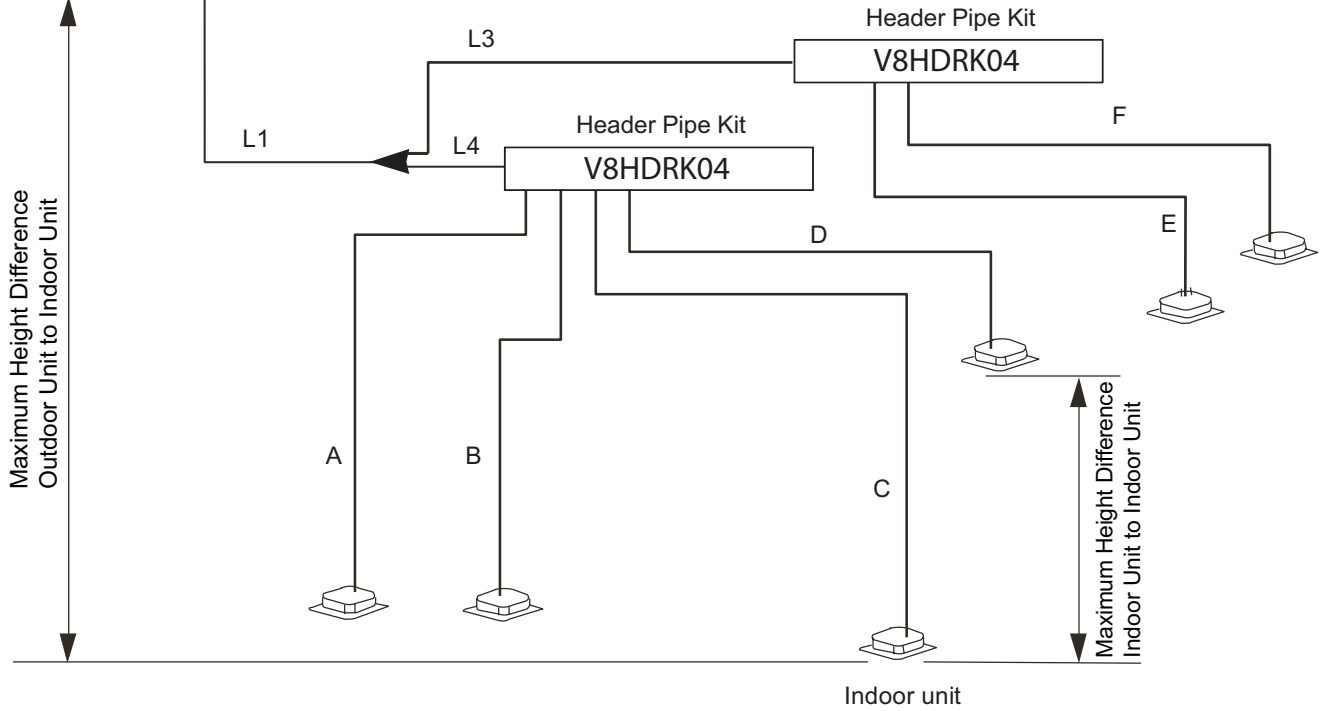 Header Pipe Kit
V8HDRK04
L3
F
Header Pipe Kit
L1
L4
V8HDRK04
D
E
Maximum Height Difference
Outdoor Unit to Indoor Unit
A
B
C
Maximum Height Difference
Indoor Unit to Indoor Unit
Indoor unit